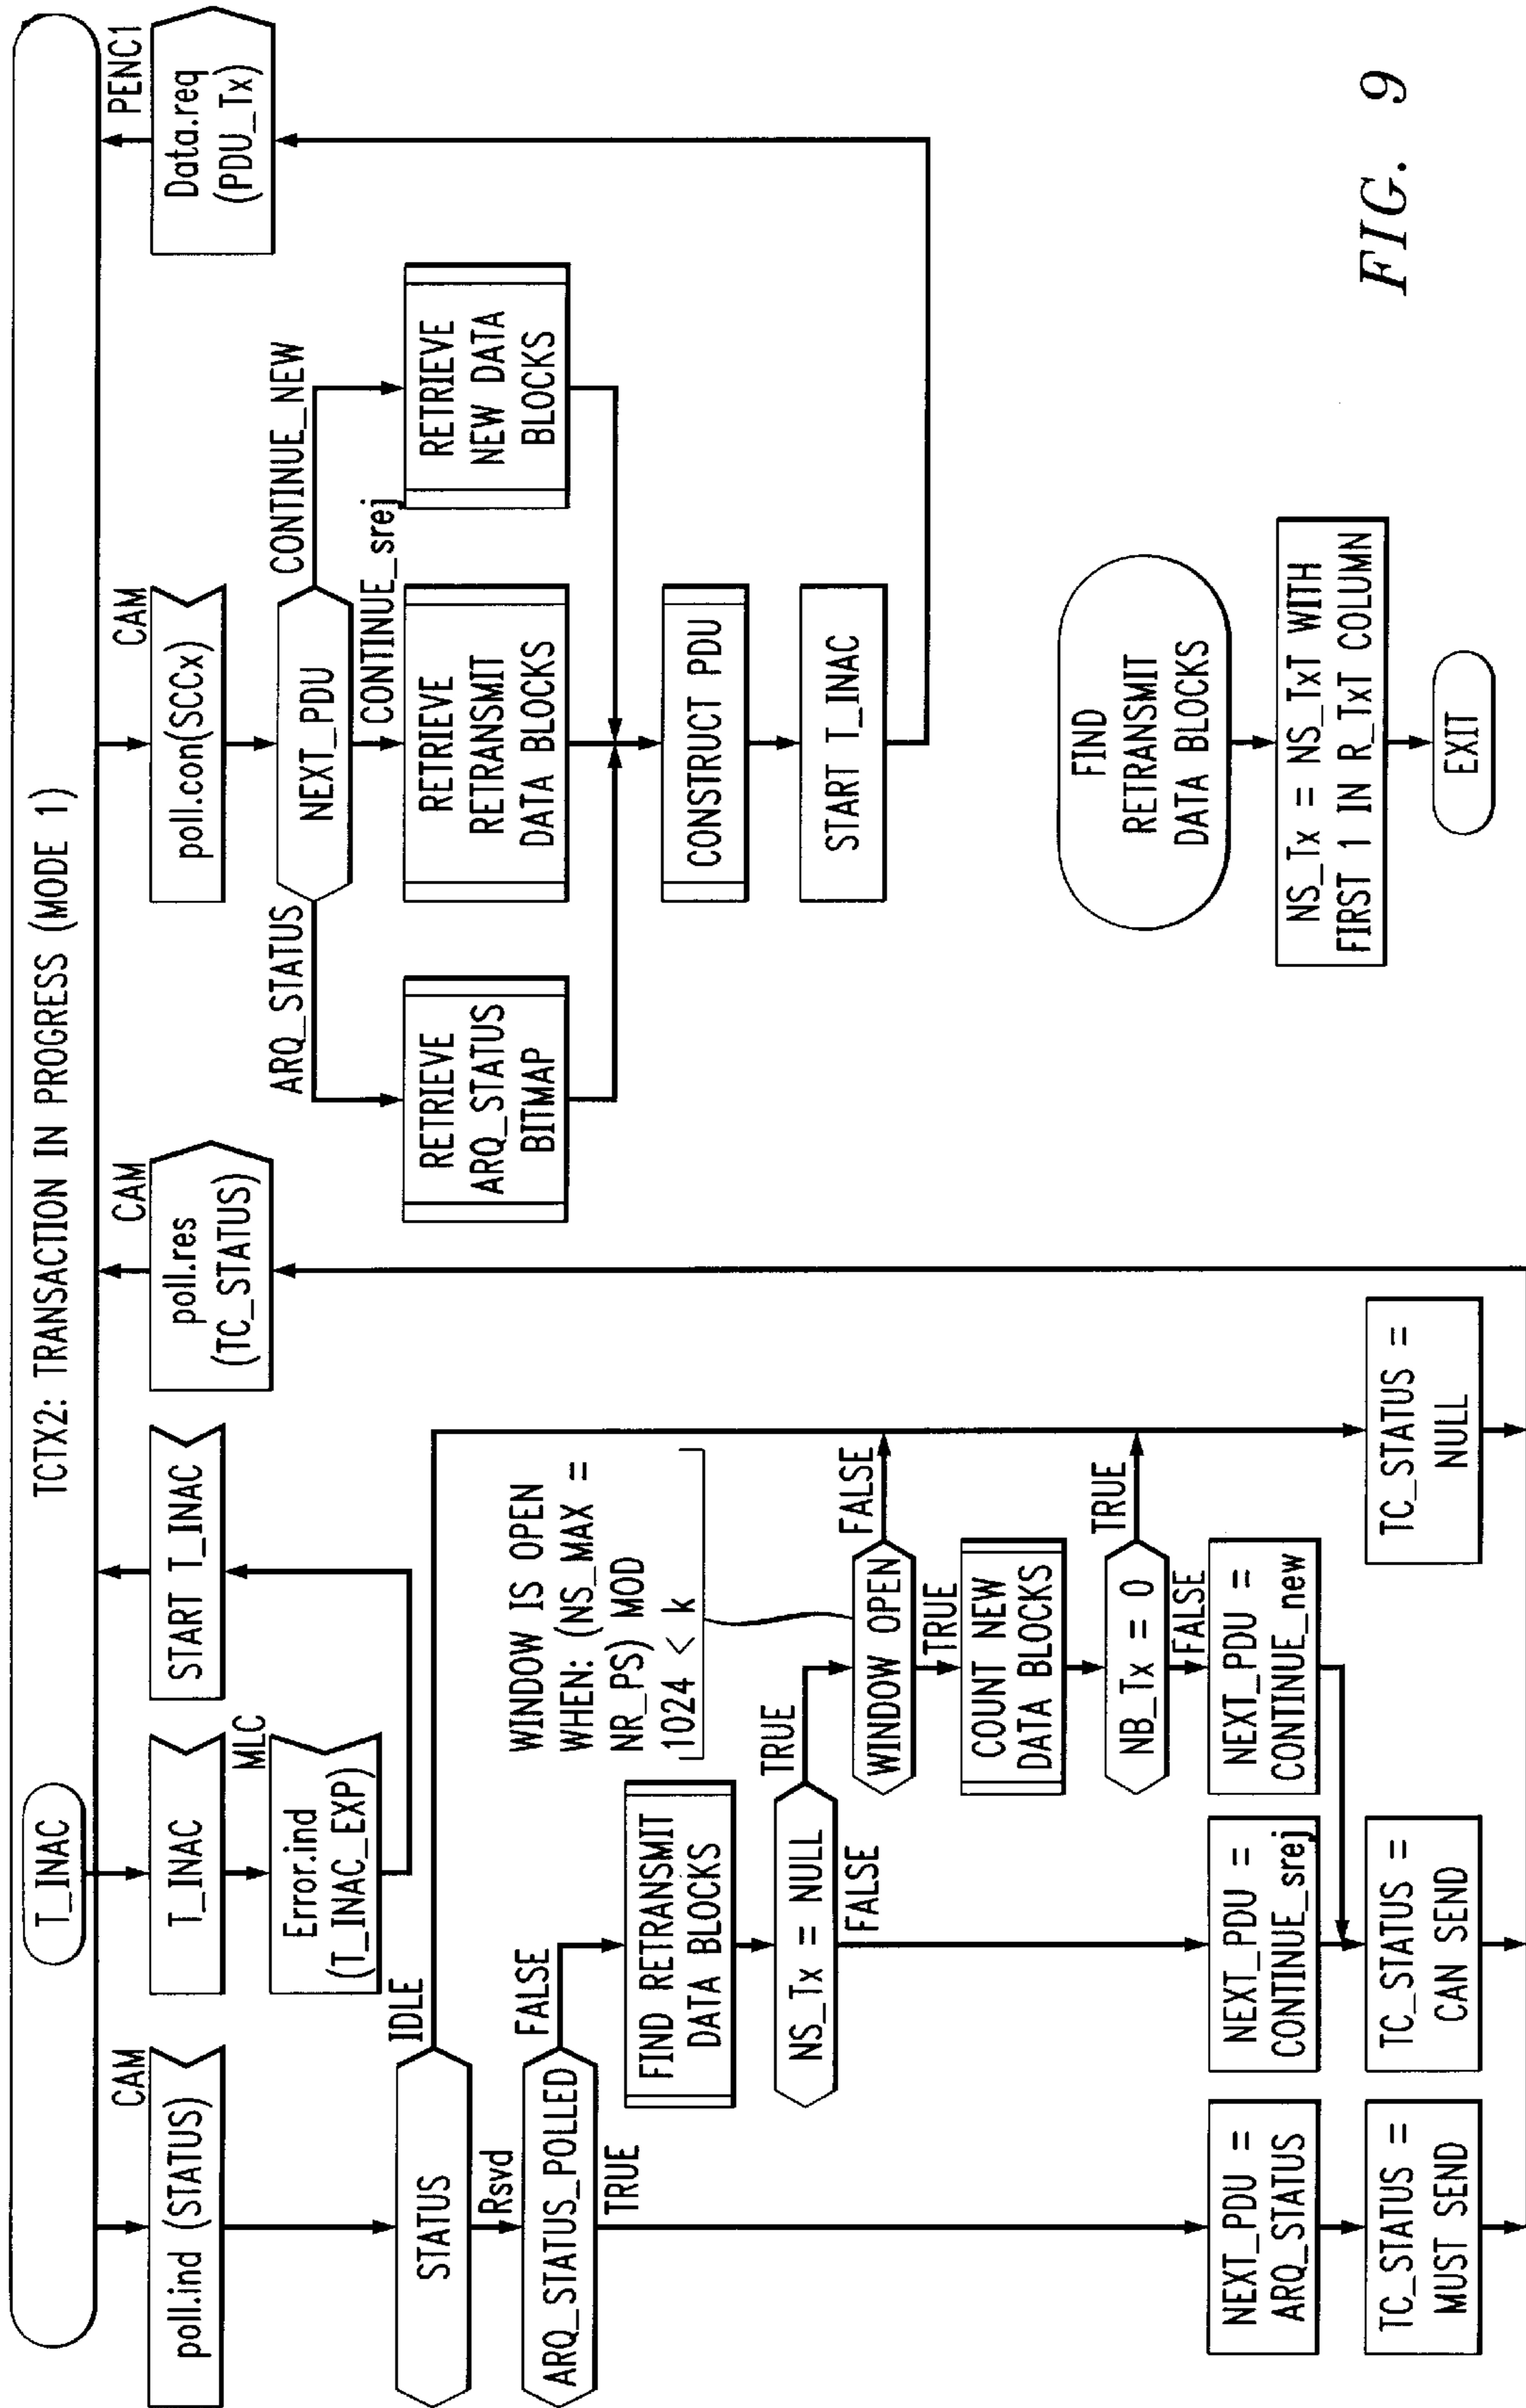 TCTX2: TRANSACTION IN PROGRESS (MODE 1)
T_INAC
CAM
poll.ind (STATUS)
STATUS
IDLE
Rsvd
ARQ_STATUS_POLLED
FALSE
TRUE
FIND RETRANSMIT
DATA BLOCKS
NS_Tx = NULL
TRUE
FALSE
WINDOW IS OPEN
WHEN: (NS_MAX =
NR_PS) MOD
1024 < k
WINDOW OPEN
FALSE
TRUE
COUNT NEW
DATA BLOCKS
NB_Tx = 0
TRUE
FALSE
NEXT_PDU =
ARQ_STATUS
NEXT_PDU =
CONTINUE_srej
NEXT_PDU =
CONTINUE_new
TC_STATUS =
MUST SEND
TC_STATUS =
CAN SEND
TC_STATUS =
NULL
T_INAC
MLC
Error.ind
(T_INAC_EXP)
START T_INAC
CAM
poll.res
(TC_STATUS)
CAM
poll.con(SCCx)
NEXT_PDU
ARQ_STATUS
CONTINUE_srej
CONTINUE_NEW
RETRIEVE
ARQ_STATUS
BITMAP
RETRIEVE
RETRANSMIT
DATA BLOCKS
RETRIEVE
NEW DATA
BLOCKS
CONSTRUCT PDU
START T_INAC
PENC1
Data.req
(PDU_Tx)
FIND
RETRANSMIT
DATA BLOCKS
NS_Tx = NS_TxT WITH
FIRST 1 IN R_TxT COLUMN
EXIT
FIG. 9